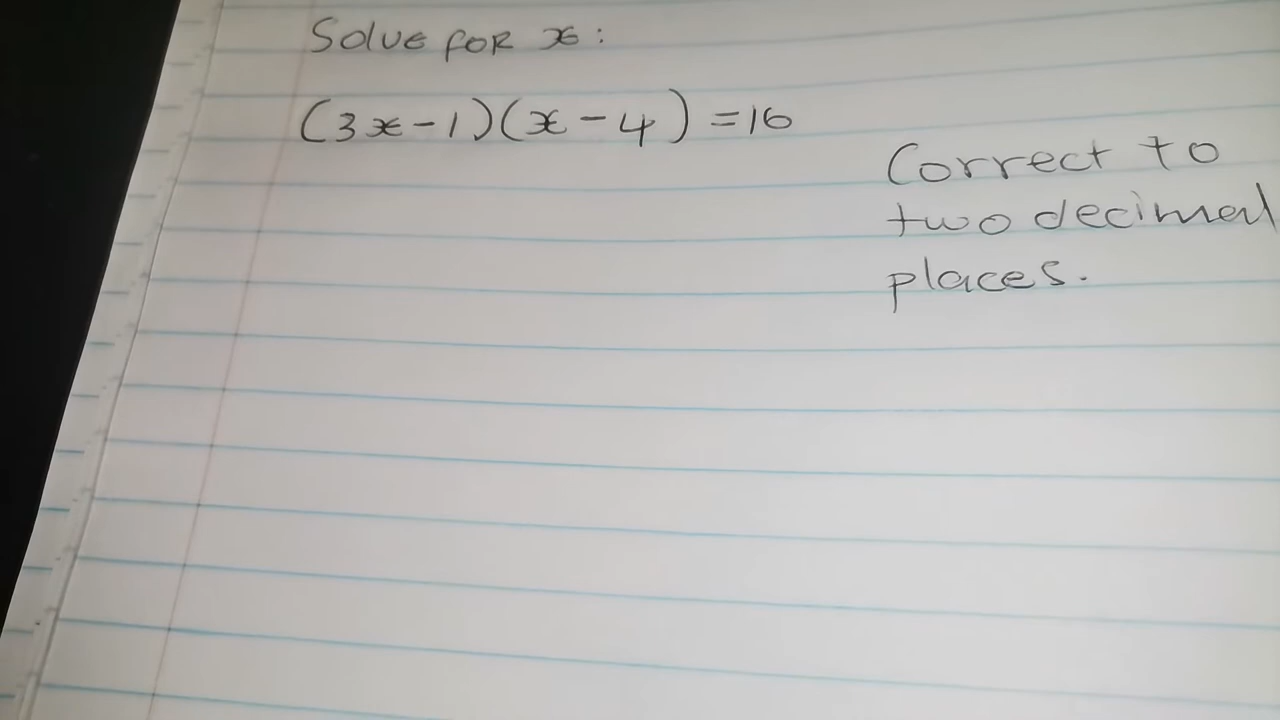 Solve for x:
(3x-1)(x-4) = 16
Correct to
two decimal
places.